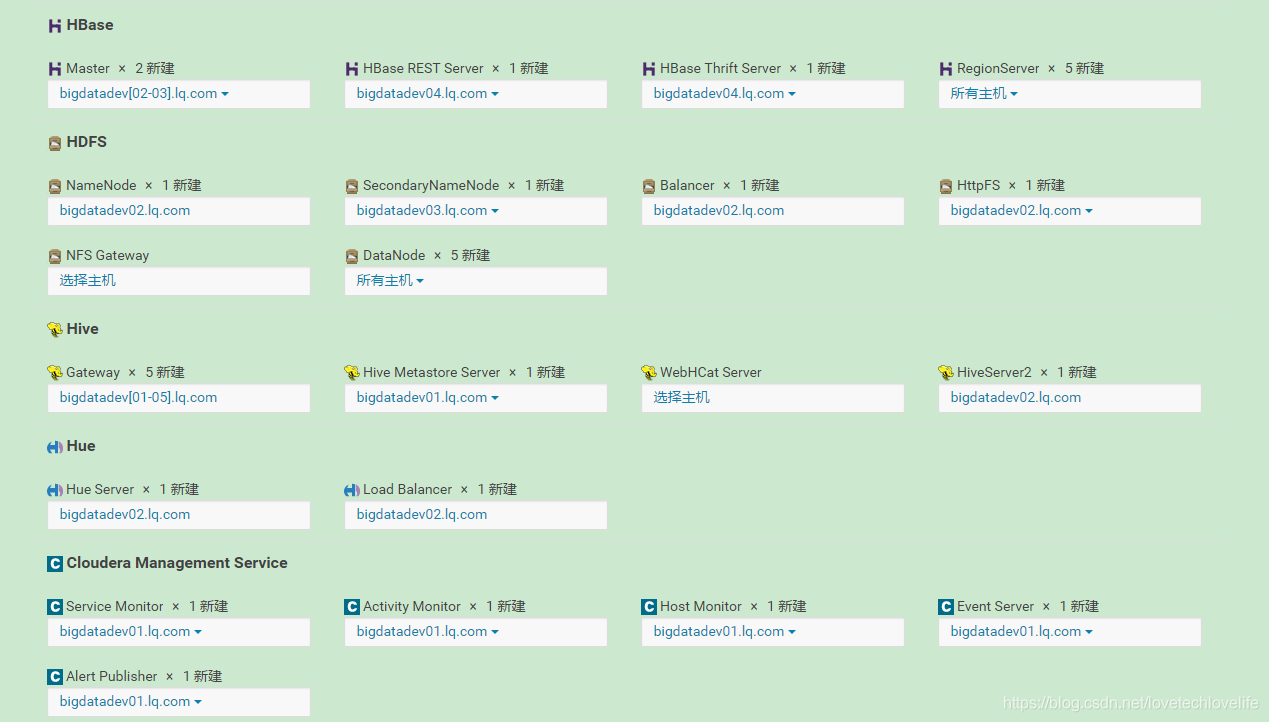 HBase
Master × 2 新建 HBase REST Server × 1 新建 HBase Thrift Server × 1 新建 RegionServer × 5 新建
bigdatadev[02-03].lq.com bigdatadev04.lq.com bigdatadev04.lq.com 所有主机
HDFS
NameNode × 1 新建 SecondaryNameNode × 1 新建 Balancer × 1 新建 HttpFS × 1 新建
bigdatadev02.lq.com bigdatadev03.lq.com bigdatadev02.lq.com bigdatadev02.lq.com
NFS Gateway DataNode × 5 新建
选择主机 所有主机
Hive
Gateway × 5 新建 Hive Metastore Server × 1 新建 WebHCat Server HiveServer2 × 1 新建
bigdatadev[01-05].lq.com bigdatadev01.lq.com 选择主机 bigdatadev02.lq.com
Hue
Hue Server × 1 新建 Load Balancer × 1 新建
bigdatadev02.lq.com bigdatadev02.lq.com
Cloudera Management Service
Service Monitor × 1 新建 Activity Monitor × 1 新建 Host Monitor × 1 新建 Event Server × 1 新建
bigdatadev01.lq.com bigdatadev01.lq.com bigdatadev01.lq.com bigdatadev01.lq.com
Alert Publisher × 1 新建
bigdatadev01.lq.com
https://blog.csdn.net/lovetechlovelife